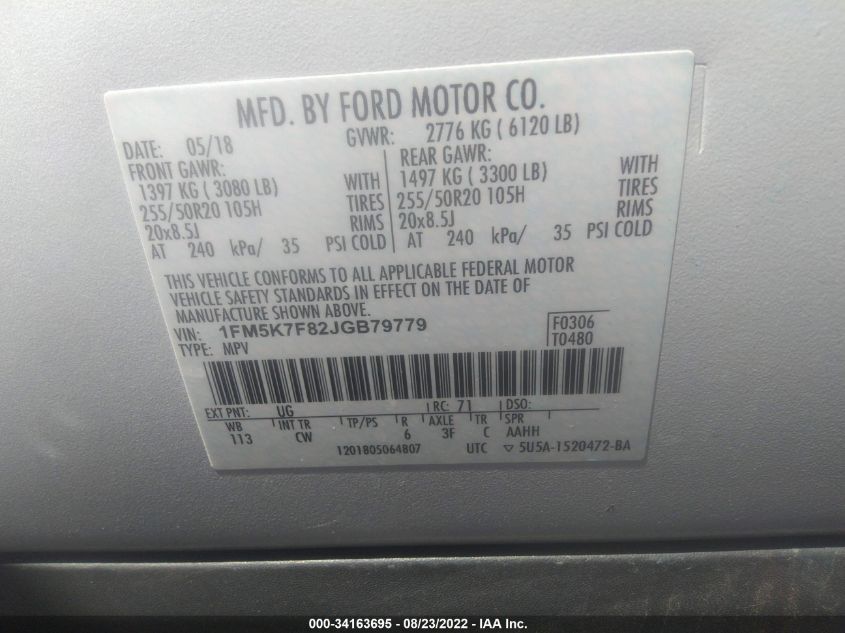 MFD. BY FORD MOTOR CO.
DATE: 05/18 GVWR: 2776 KG ( 6120 LB)
FRONT GAWR: REAR GAWR:
1397 KG ( 3080 LB) WITH 1497 KG ( 3300 LB) WITH
255/50R20 105H TIRES 255/50R20 105H TIRES
20x8.5J RIMS 20x8.5J RIMS
AT 240 kPa/ 35 PSI COLD AT 240 kPa/ 35 PSI COLD
THIS VEHICLE CONFORMS TO ALL APPLICABLE FEDERAL MOTOR
VEHICLE SAFETY STANDARDS IN EFFECT ON THE DATE OF
MANUFACTURE SHOWN ABOVE.
VIN: 1FM5K7F82JGB79779 F0306
TYPE: MPV T0480
EXT PNT: UG RC: 71 DSO:
WB INT TR TP/PS R AXLE TR SPR
113 CW 6 3F C AAHH
1201805064807 UTC ▽ 5U5A-1520472-BA
000-34163695 - 08/23/2022 - IAA Inc.